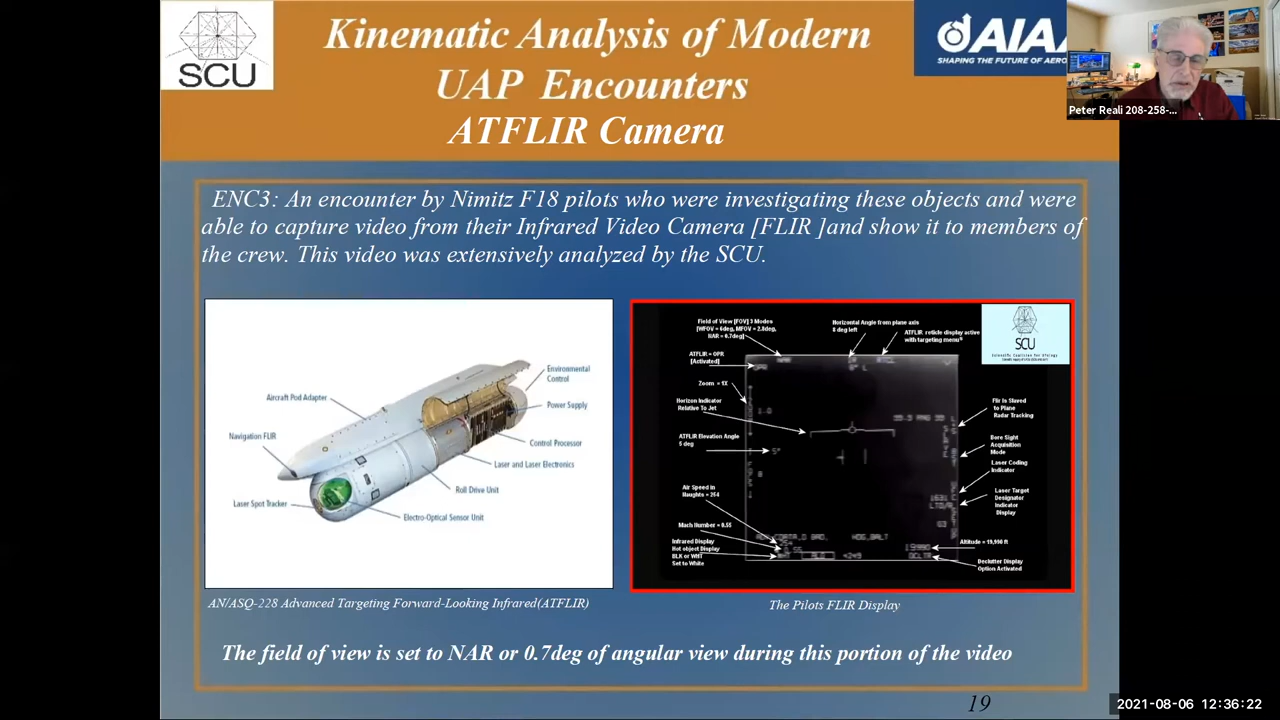 SCU
Kinematic Analysis of Modern
UAP Encounters
ATFLIR Camera
AIAA
SHAPING THE FUTURE OF AERO
Peter Reali 208-258-...
ENC3: An encounter by Nimitz F18 pilots who were investigating these objects and were
able to capture video from their Infrared Video Camera [FLIR ]and show it to members of
the crew. This video was extensively analyzed by the SCU.
Environmental
Control
Aircraft Pod Adapter
Power Supply
Navigation FLIR
Control Processor
Laser and Laser Electronics
Roll Drive Unit
Laser Spot Tracker
Electro-Optical Sensor Unit
Field of View [FOV] 3 Modes
[WFOV = 6deg, MFOV = 2.8deg,
NAR = 0.7deg]
Horizontal Angle from plane axis
8 deg left
ATFLIR reticle display active
with targeting menu
SCU
ATFLIR = OPR
[Activated]
OPR
8° L
Zoom = 1X
Horizon Indicator
Relative To Jet
1.0
Flir Is Slaved
to Plane
Radar Tracking
ATFLIR Elevation Angle
5 deg
5°
Bore Sight
Acquisition
Mode
Laser Coding
Indicator
Air Speed in
Knaughts = 254
Laser Target
Designator
Indicator
Display
1631
LTD/R
Mach Number = 0.55
Altitude = 19,990 ft
Infrared Display
Hot object Display
BLK or WHT
Set to White
Declutter Display
Option Activated
AN/ASQ-228 Advanced Targeting Forward-Looking Infrared(ATFLIR)
The Pilots FLIR Display
The field of view is set to NAR or 0.7deg of angular view during this portion of the video
19
2021-08-06 12:36:22